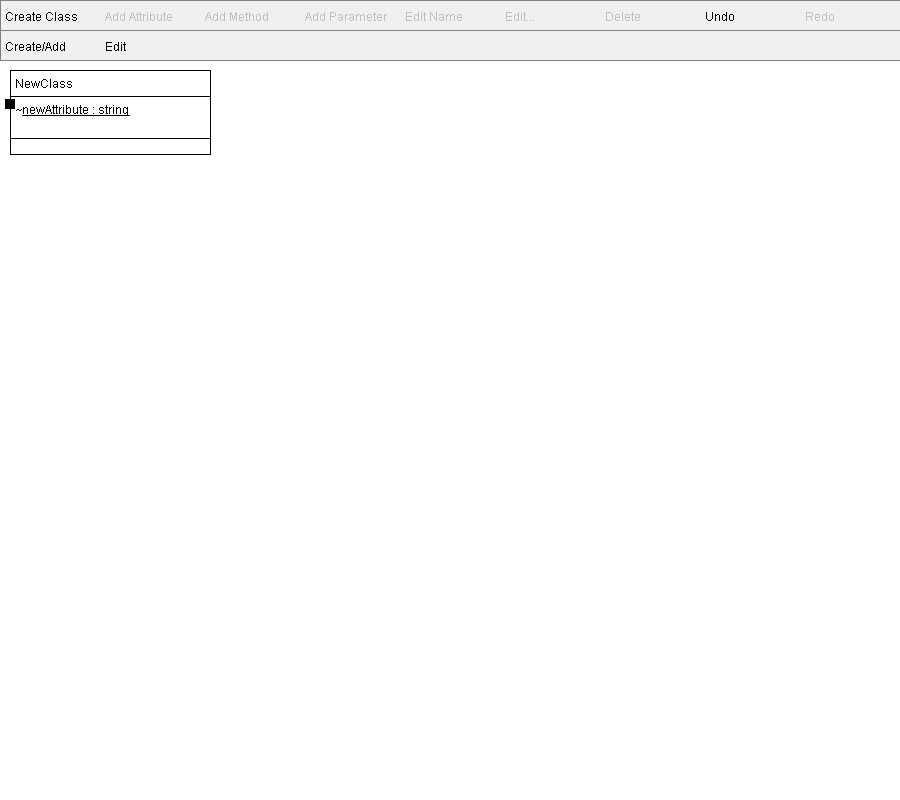 Create Class Add Attribute Add Method Add Parameter Edit Name Edit... Delete Undo Redo
Create/Add Edit
NewClass
~newAttribute : string